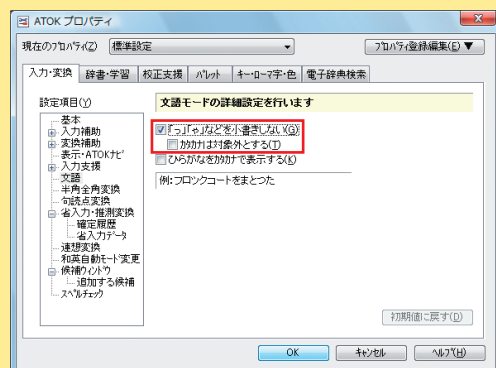 ATOK プロパティ
現在のプロパティ(Z) 標準設定 プロパティ登録編集(E)▼
入力・変換 辞書・学習 校正支援 パレット キー・ローマ字・色 電子辞典検索
設定項目(Y) 文語モードの詳細設定を行います
基本
入力補助
変換補助
表示・ATOKナビ
入力支援
文語
半角全角変換
句読点変換
省入力・推測変換
確定履歴
省入力データ
連想変換
和英自動モード変更
候補ウィンドウ
追加する候補
スペルチェック
「っ」「ゃ」などを小書きしない(G)
カタカナは対象外とする(T)
ひらがなをカタカナで表示する(K)
例：フロツクコートをまとつた
初期値に戻す(D)
OK キャンセル ヘルプ(H)